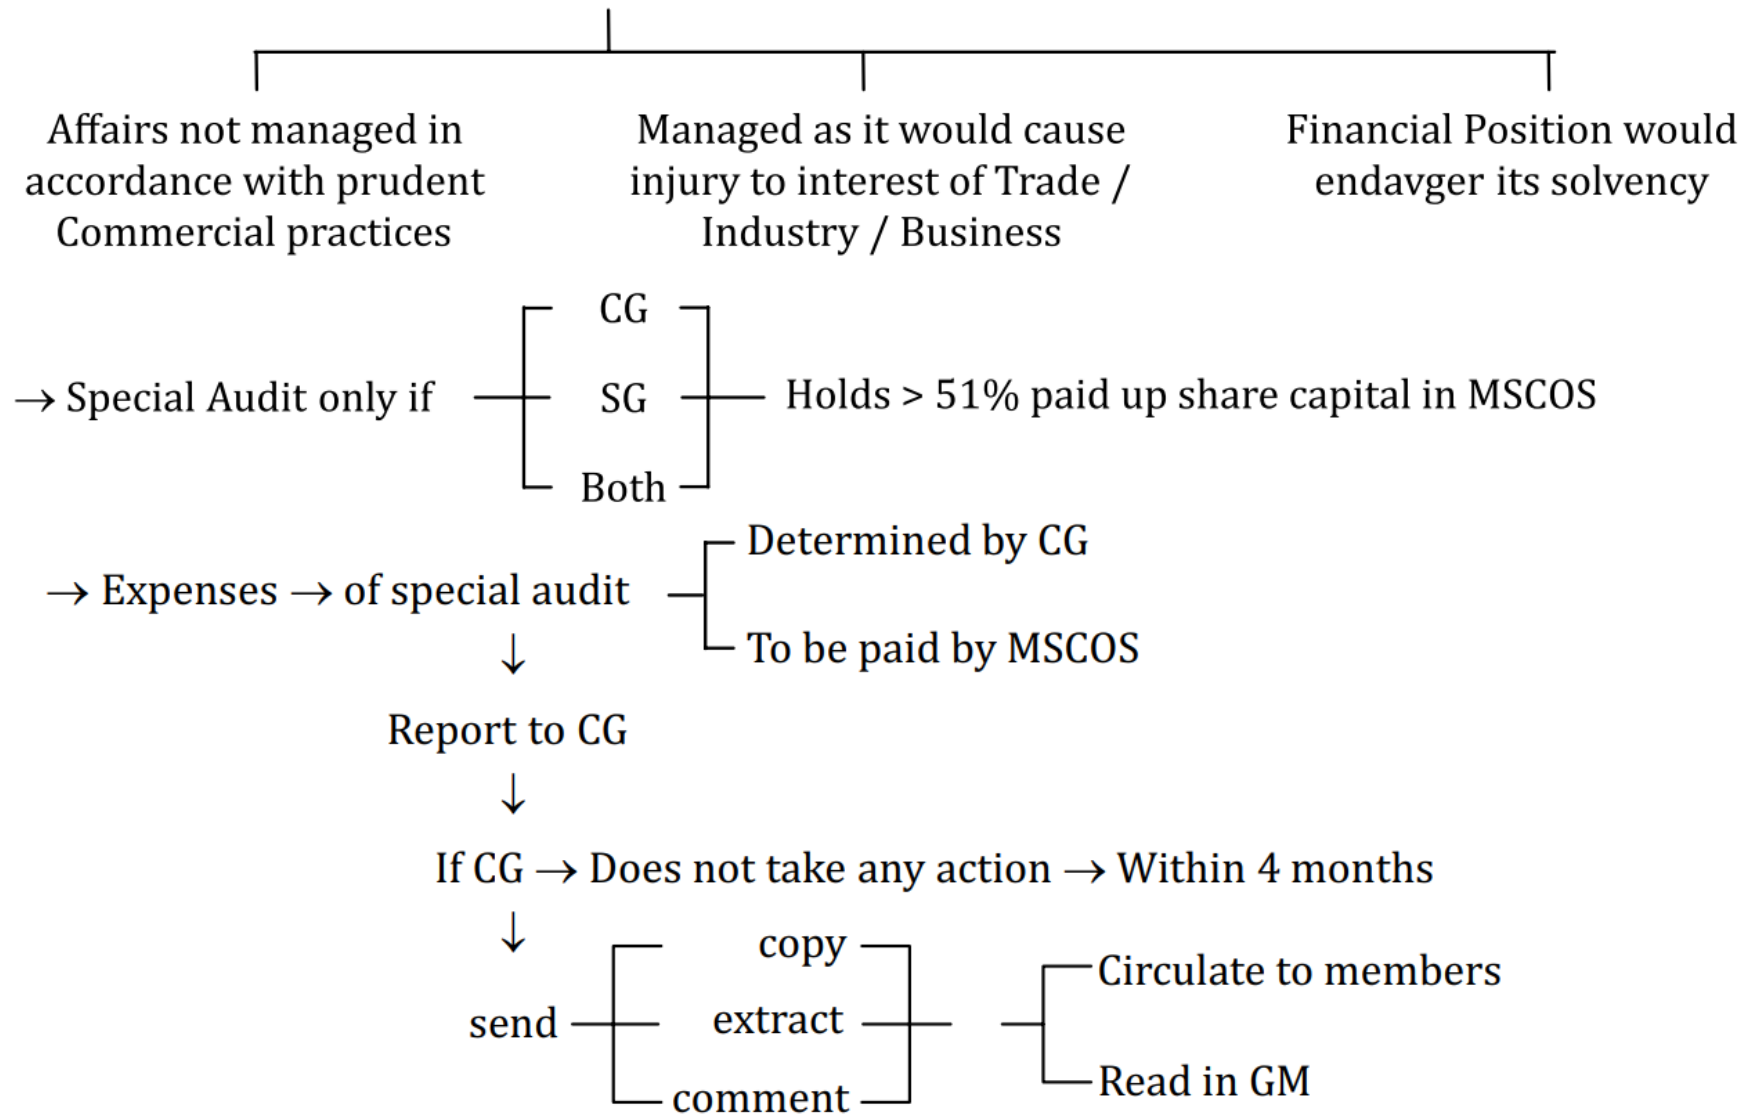 Affairs not managed in
accordance with prudent
Commercial practices
Managed as it would cause
injury to interest of Trade /
Industry / Business
Financial Position would
endavger its solvency
→ Special Audit only if
CG
SG
Both
Holds > 51% paid up share capital in MSCOS
→ Expenses → of special audit
Determined by CG
To be paid by MSCOS
↓
Report to CG
↓
If CG → Does not take any action → Within 4 months
↓
send
copy
extract
comment
Circulate to members
Read in GM